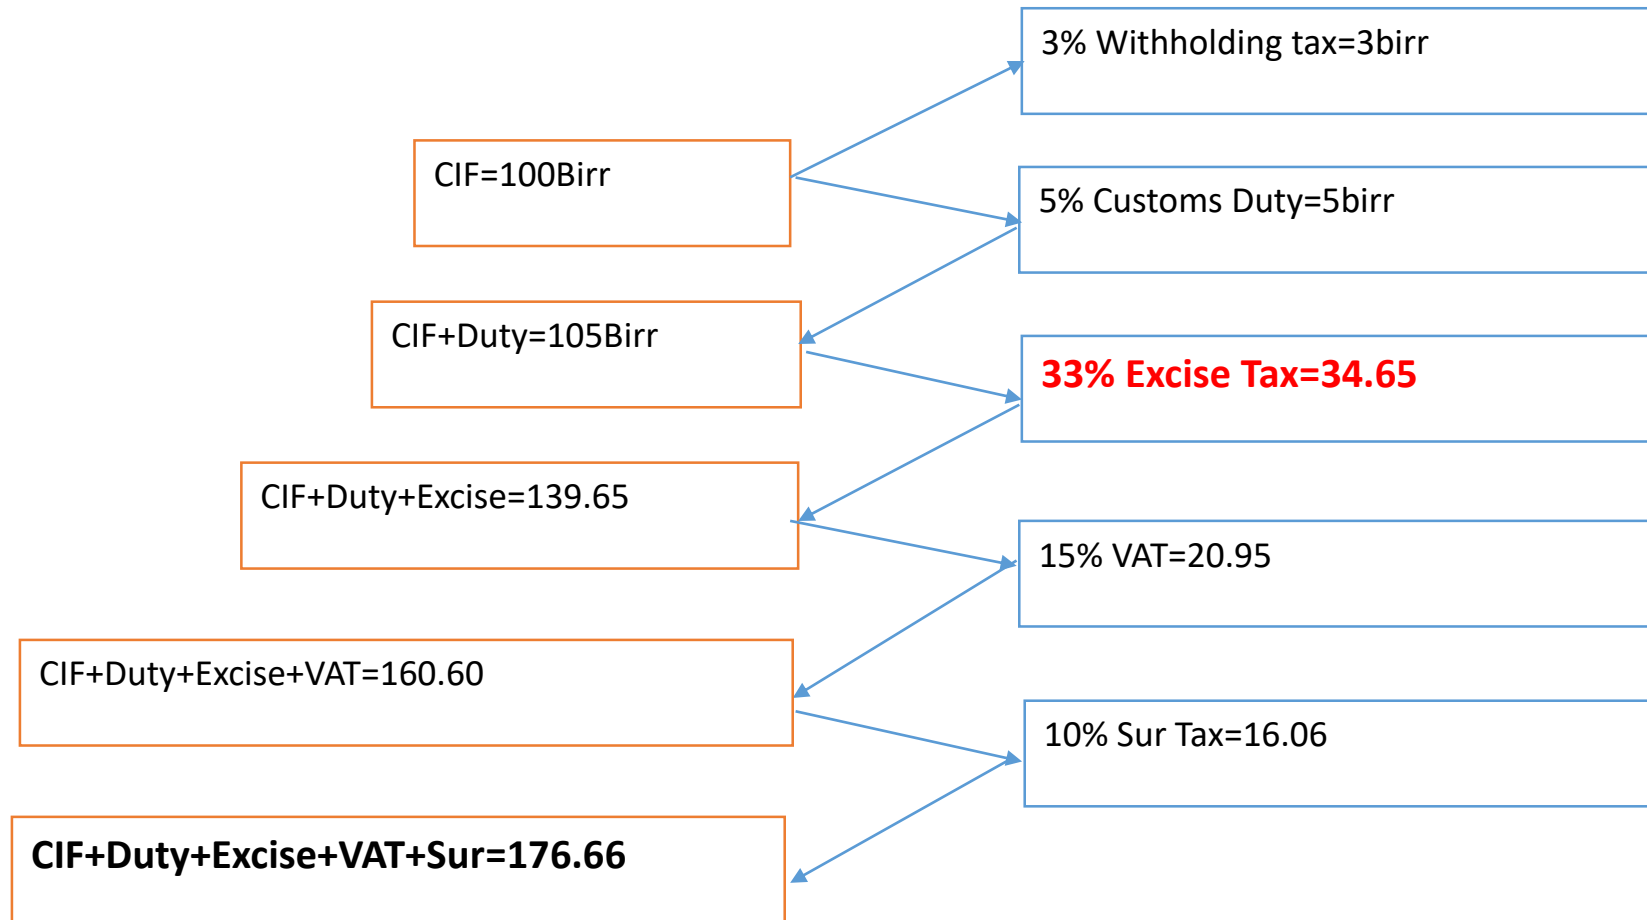 3% Withholding tax=3birr
CIF=100Birr
5% Customs Duty=5birr
CIF+Duty=105Birr
33% Excise Tax=34.65
CIF+Duty+Excise=139.65
15% VAT=20.95
CIF+Duty+Excise+VAT=160.60
10% Sur Tax=16.06
CIF+Duty+Excise+VAT+Sur=176.66